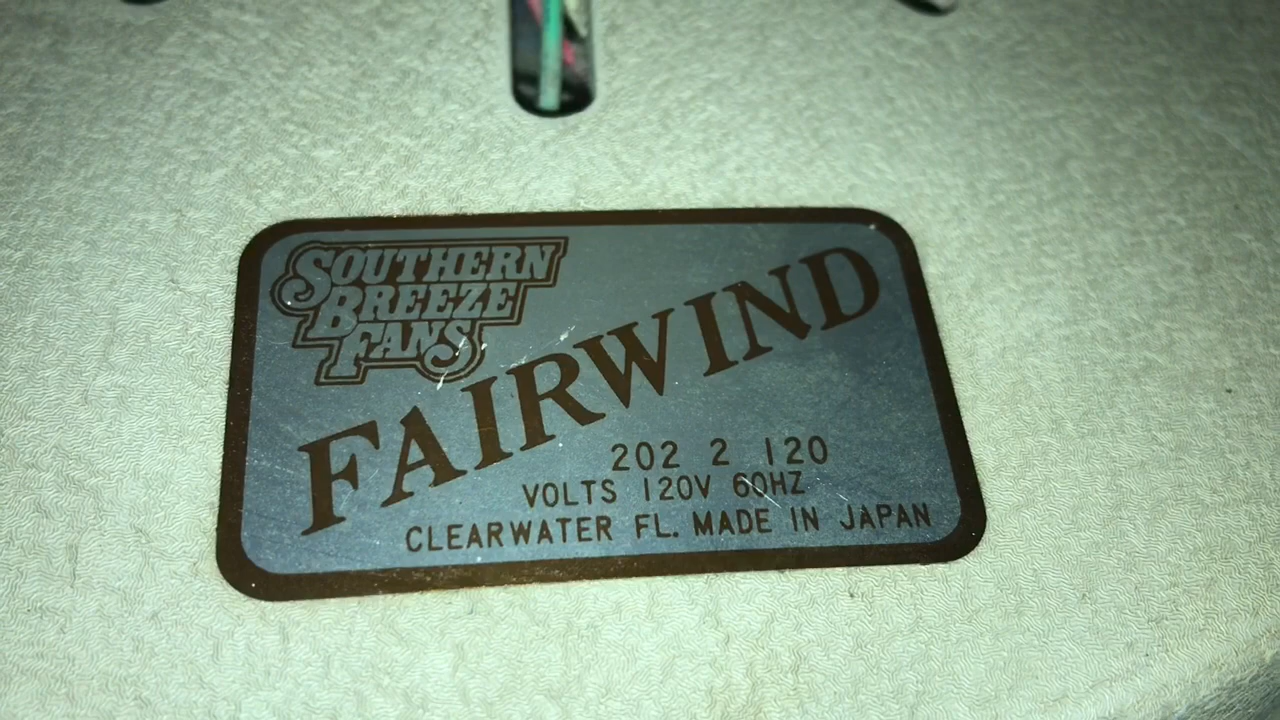 SOUTHERN
BREEZE
FANS
FAIRWIND
202 2 120
VOLTS 120V 60HZ
CLEARWATER FL. MADE IN JAPAN